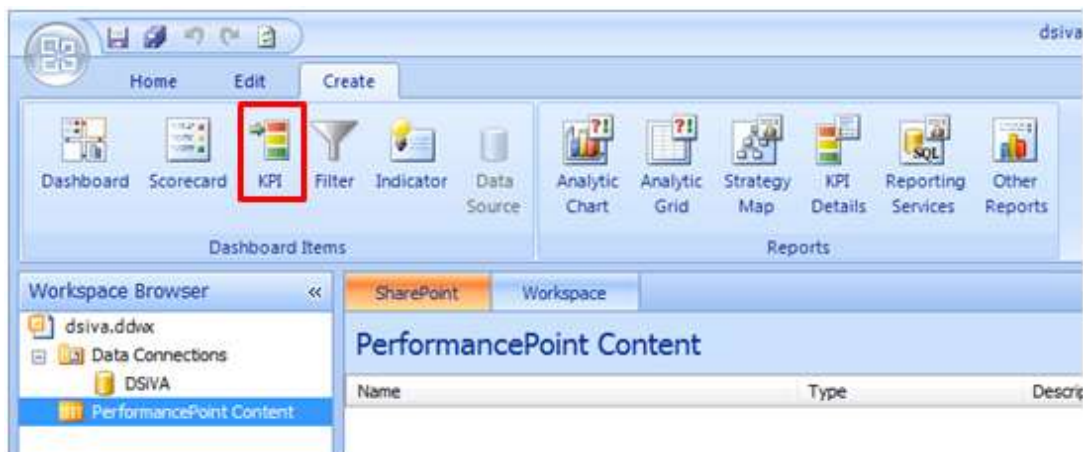 dsiva
Home Edit Create
Dashboard Scorecard KPI Filter Indicator Data Source Analytic Chart Analytic Grid Strategy Map KPI Details Reporting Services Other Reports
Dashboard Items Reports
Workspace Browser «
SharePoint Workspace
dsiva.ddwx
Data Connections
DSiVA
PerformancePoint Content
PerformancePoint Content
Name Type Descrip